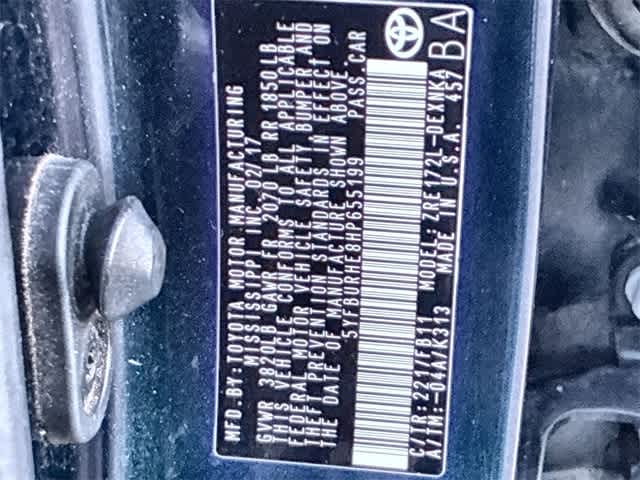 MFD.BY:TOYOTA MOTOR MANUFACTURING
MISSISSIPPI INC. 02/17
GVWR 3820LB GAWR FR 2070 LB RR 1850 LB
THIS VEHICLE CONFORMS TO ALL APPLICABLE
FEDERAL MOTOR VEHICLE SAFETY BUMPER AND
THEFT PREVENTION STANDARDS IN EFFECT ON
THE DATE OF MANUFACTURE SHOWN ABOVE.
5YFBURHE8HP655199 PASS.CAR
C/TR:221/FB11 MODEL:ZRE172L-DEXNKA
A/TM:-04A/K313 MADE IN U.S.A. 457
BA